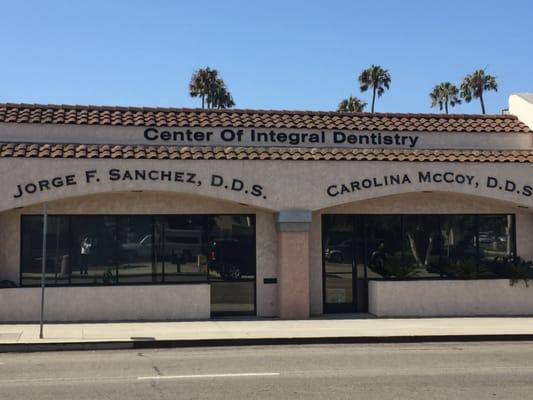 Center Of Integral Dentistry
JORGE F. SANCHEZ, D.D.S.
CAROLINA MCCOY, D.D.S